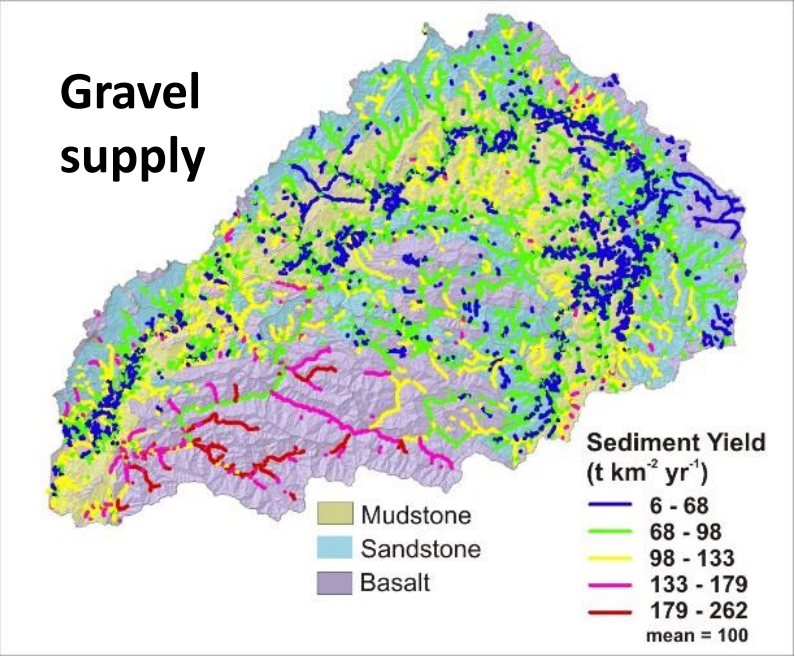 Gravel
supply
Sediment Yield
(t km⁻² yr⁻¹)
6 - 68
68 - 98
98 - 133
133 - 179
179 - 262
mean = 100
Mudstone
Sandstone
Basalt